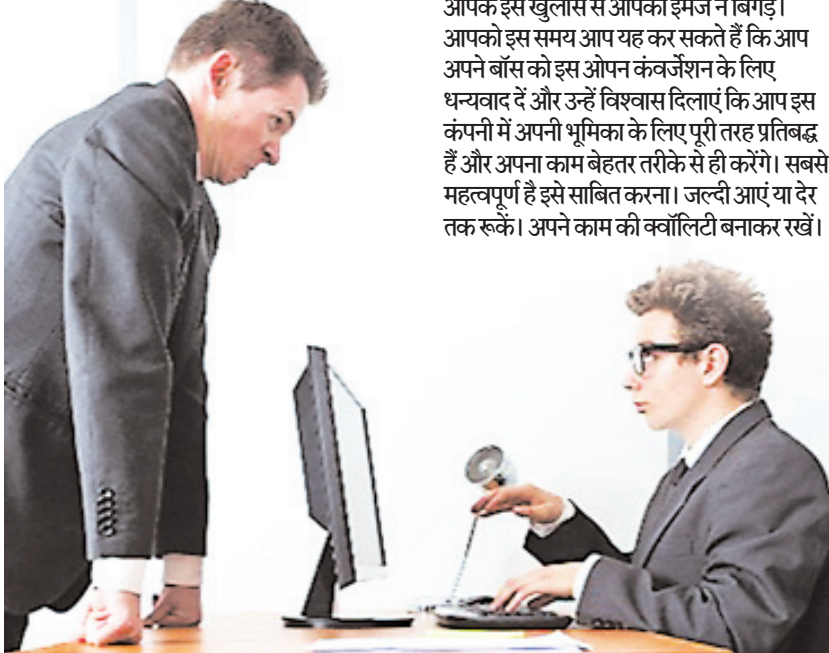 आपके इस खुलासे से आपकी इमेज न बिगड़े।
आपको इस समय आप यह कर सकते हैं कि आप
अपने बॉस को इस ओपन कंवर्जेशन के लिए
धन्यवाद दें और उन्हें विश्वास दिलाएं कि आप इस
कंपनी में अपनी भूमिका के लिए पूरी तरह प्रतिबद्ध
हैं और अपना काम बेहतर तरीके से ही करेंगे। सबसे
महत्वपूर्ण है इसे साबित करना। जल्दी आएं या देर
तक रूकें। अपने काम की क्वॉलिटी बनाकर रखें।